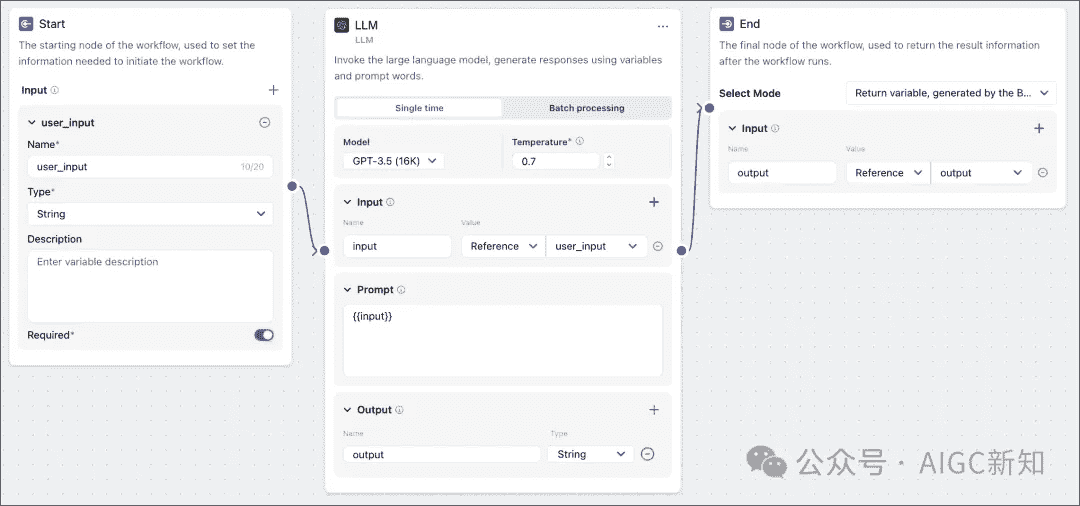 Start
The starting node of the workflow, used to set the
information needed to initiate the workflow.
Input
user_input
Name*
user_input 10/20
Type*
String
Description
Enter variable description
Required*
LLM
LLM
Invoke the large language model, generate responses using variables
and prompt words.
Single time Batch processing
Model Temperature*
GPT-3.5 (16K) 0.7
Input
Name Value
input Reference user_input
Prompt
{{input}}
Output
Name Type
output String
End
The final node of the workflow, used to return the result information
after the workflow runs.
Select Mode Return variable, generated by the B...
Input
Name Value
output Reference output
公众号 · AIGC新知